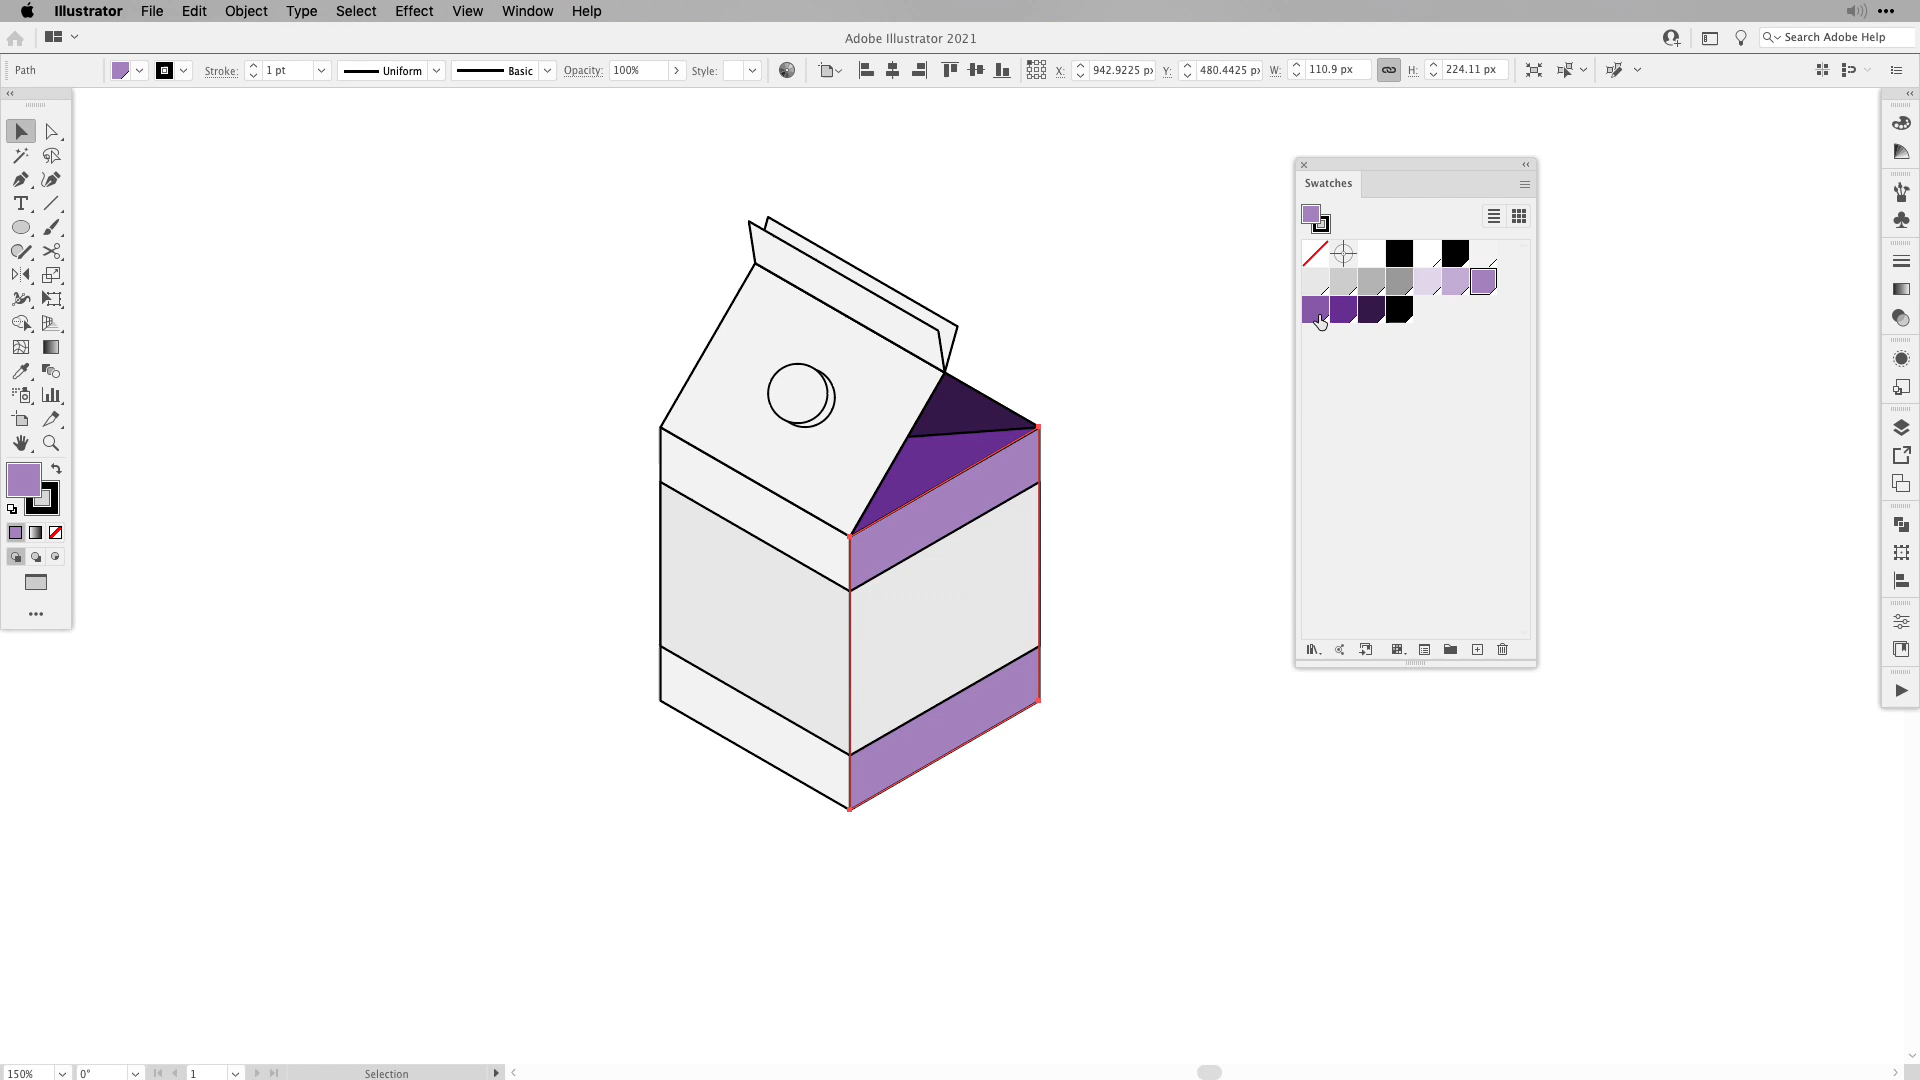 Illustrator File Edit Object Type Select Effect View Window Help
Adobe Illustrator 2021
Search Adobe Help
Path
Stroke: 1 pt
Uniform
Basic
Opacity: 100%
Style:
X: 942.9225 px
Y: 480.4425 px
W: 110.9 px
H: 224.11 px
Swatches
150%
0°
1
Selection